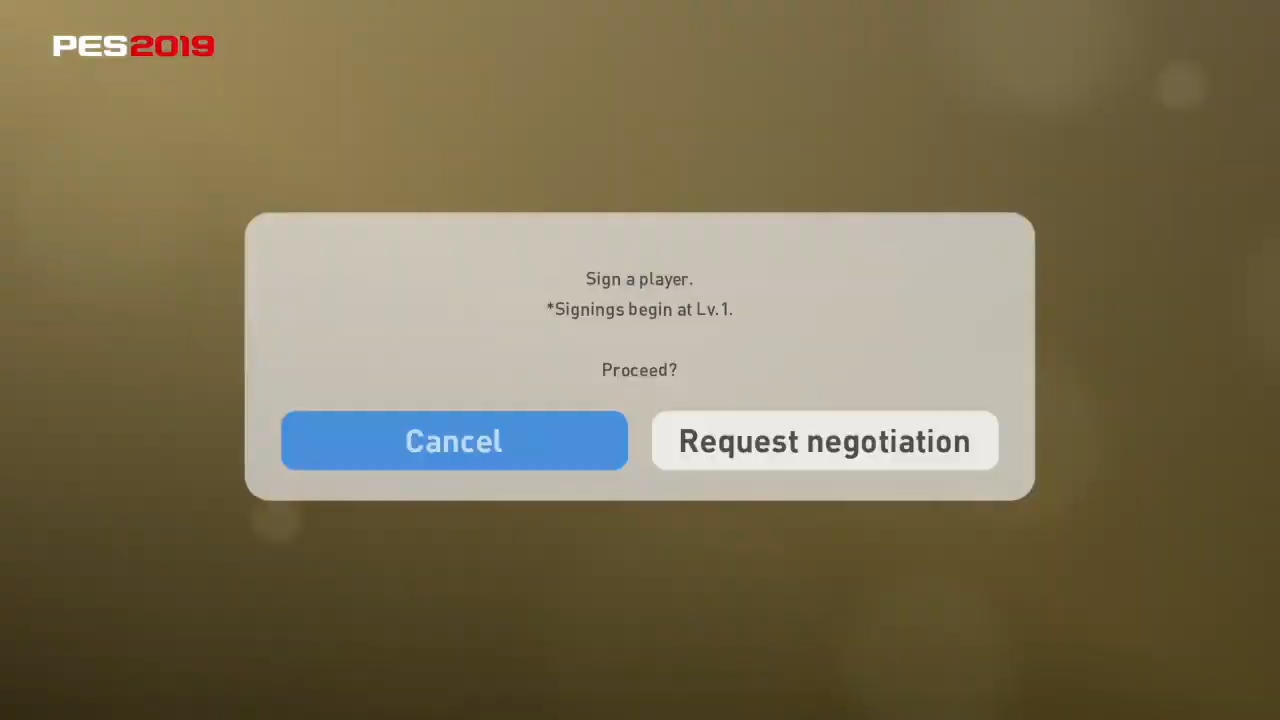 PES2019
Sign a player.
*Signings begin at Lv.1.
Proceed?
Cancel
Request negotiation